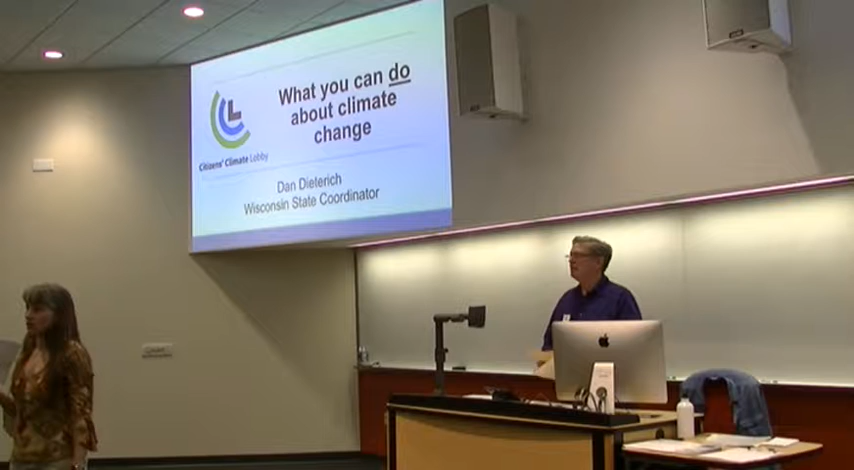 What you can do
about climate
change
Citizens' Climate Lobby
Dan Dieterich
Wisconsin State Coordinator